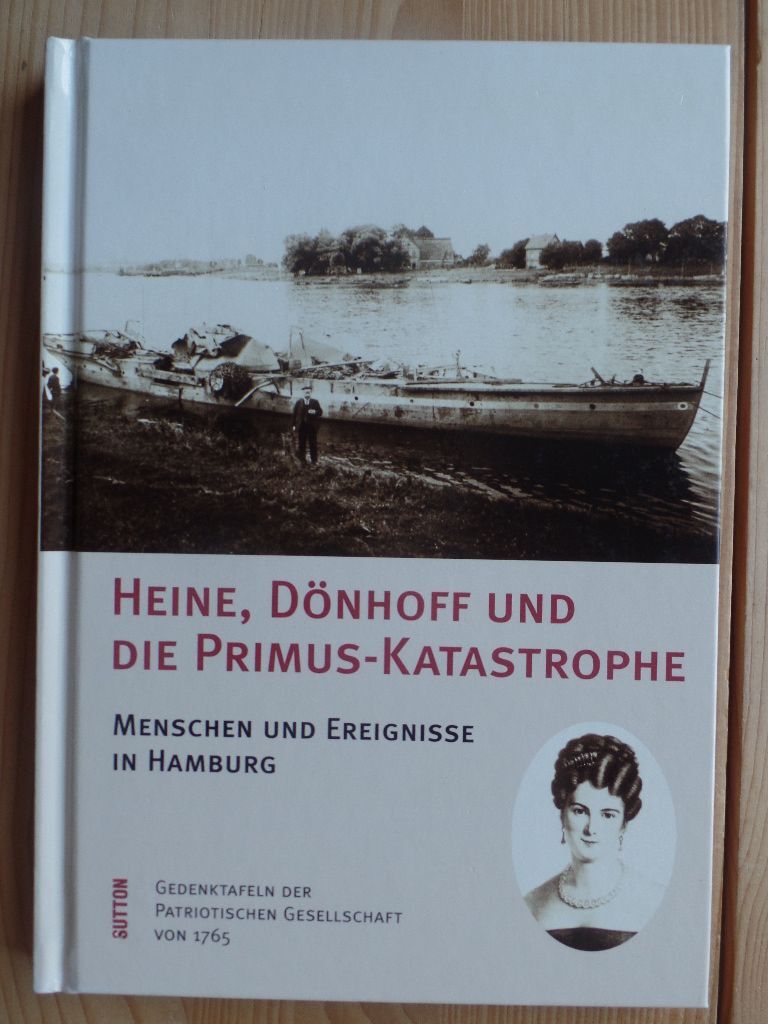 HEINE, DÖNHOFF UND
DIE PRIMUS-KATASTROPHE
MENSCHEN UND EREIGNISSE
IN HAMBURG
SUTTON
GEDENKTAFELN DER
PATRIOTISCHEN GESELLSCHAFT
VON 1765